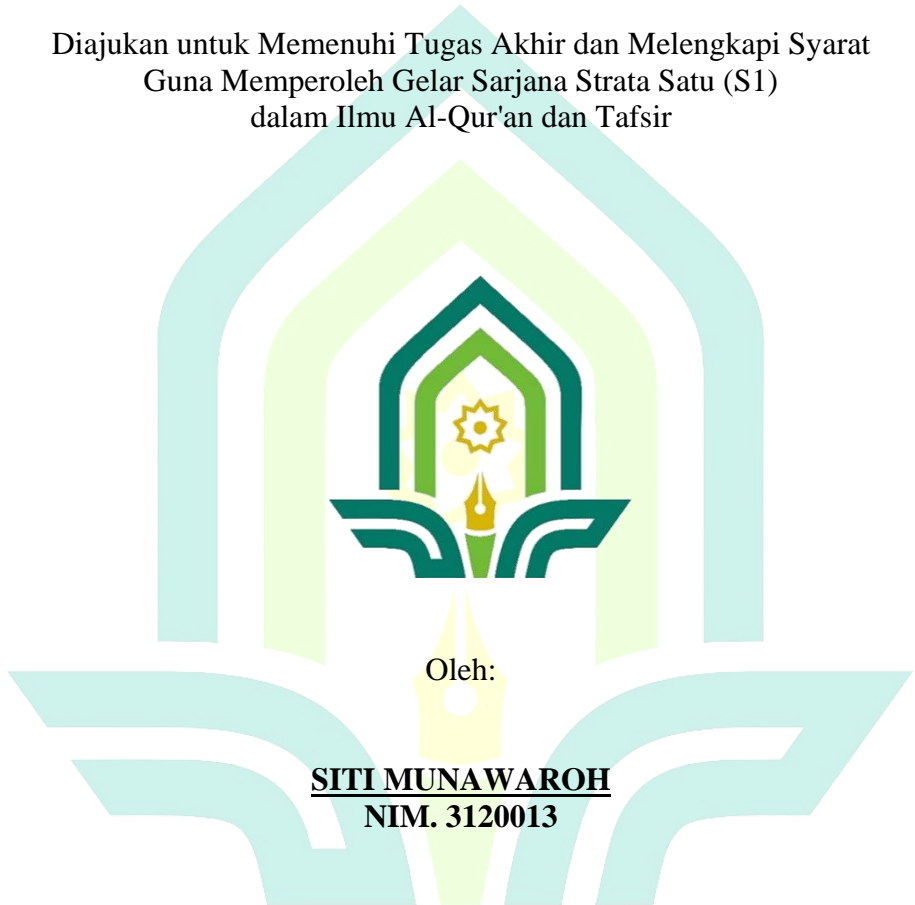 Diajukan untuk Memenuhi Tugas Akhir dan Melengkapi Syarat
Guna Memperoleh Gelar Sarjana Strata Satu (S1)
dalam Ilmu Al-Qur'an dan Tafsir
Oleh:
SITI MUNAWAROH
NIM. 3120013